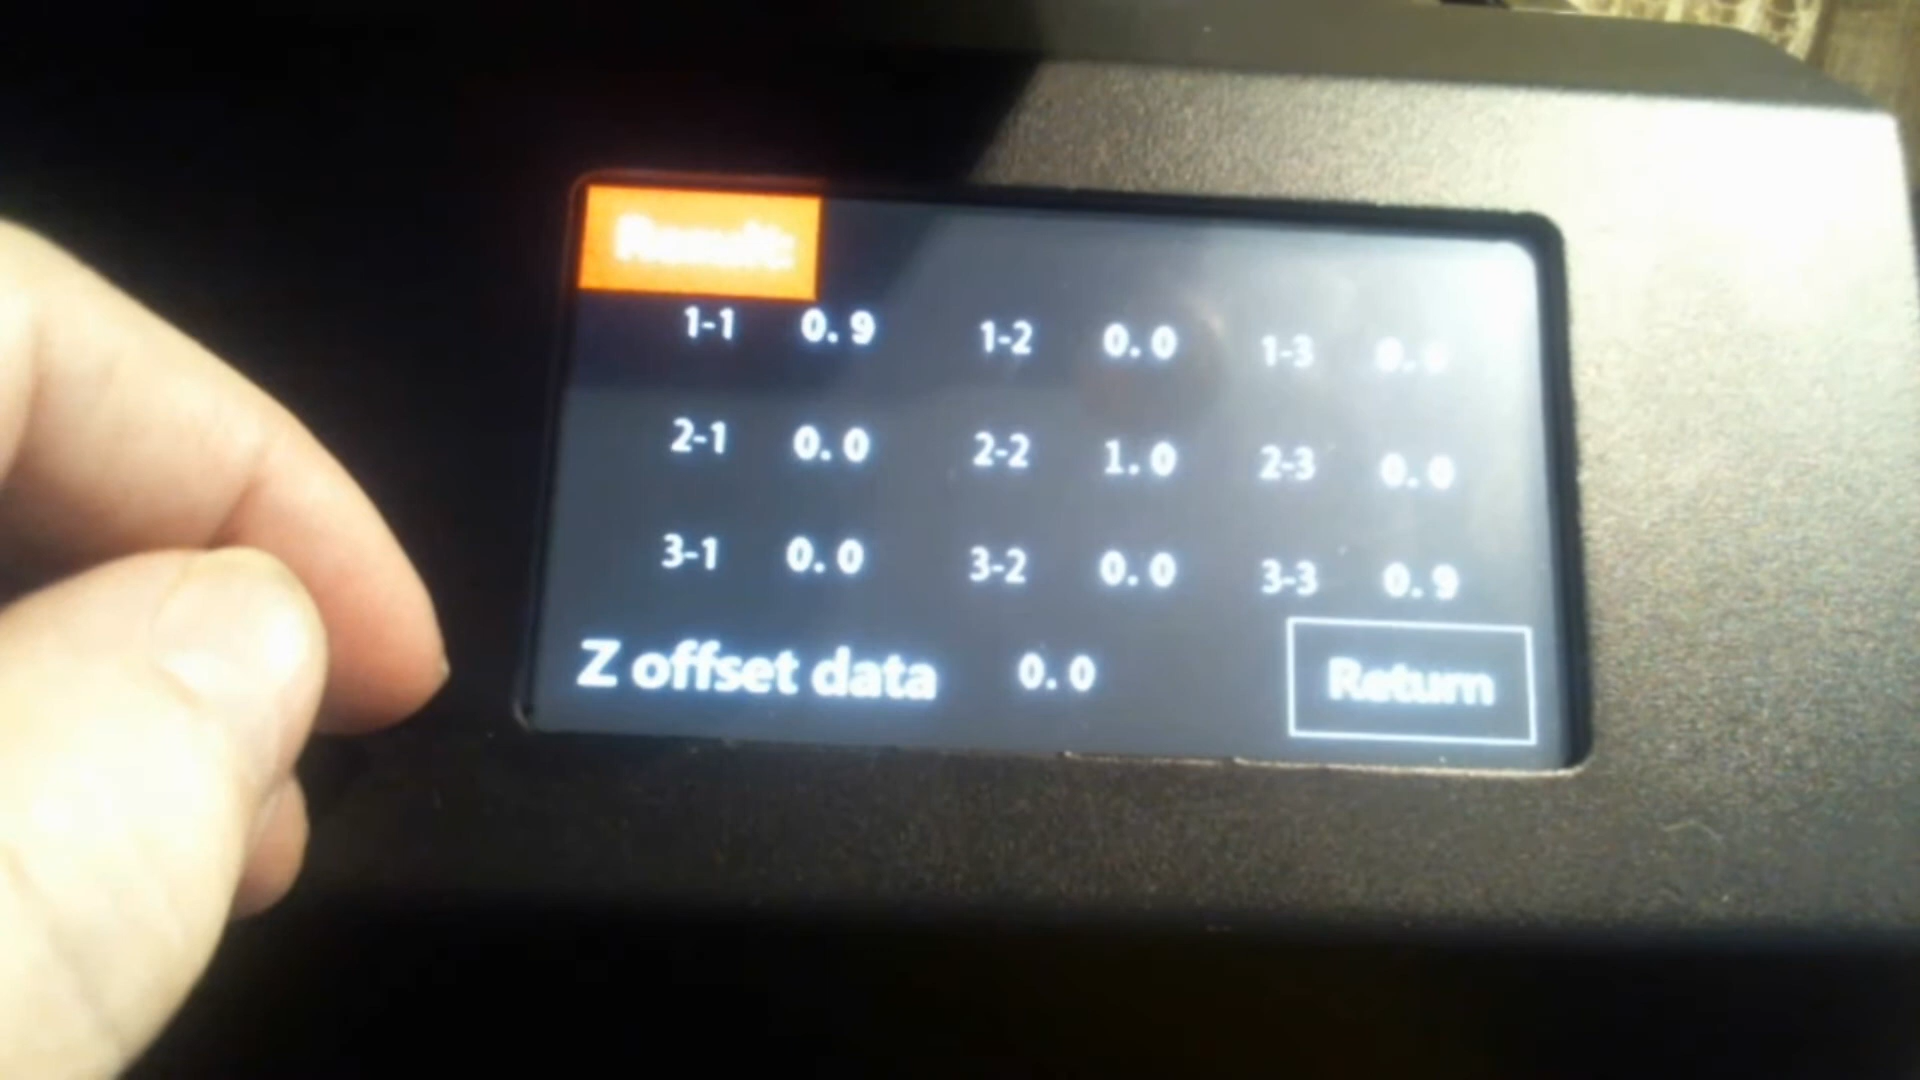 Result:
1-1 0.9 1-2 0.0 1-3
2-1 0.0 2-2 1.0 2-3 0.0
3-1 0.0 3-2 0.0 3-3 0.9
Z offset data 0.0 Return